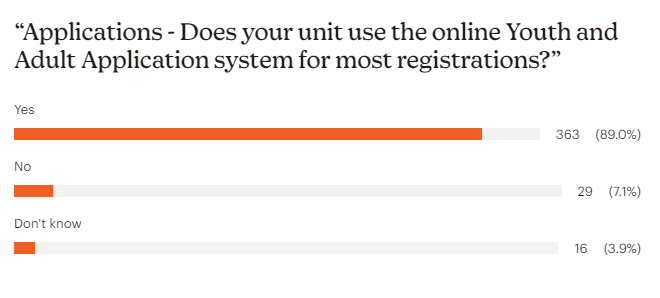 “Applications - Does your unit use the online Youth and
Adult Application system for most registrations?”
Yes
363 (89.0%)
No
29 (7.1%)
Don't know
16 (3.9%)